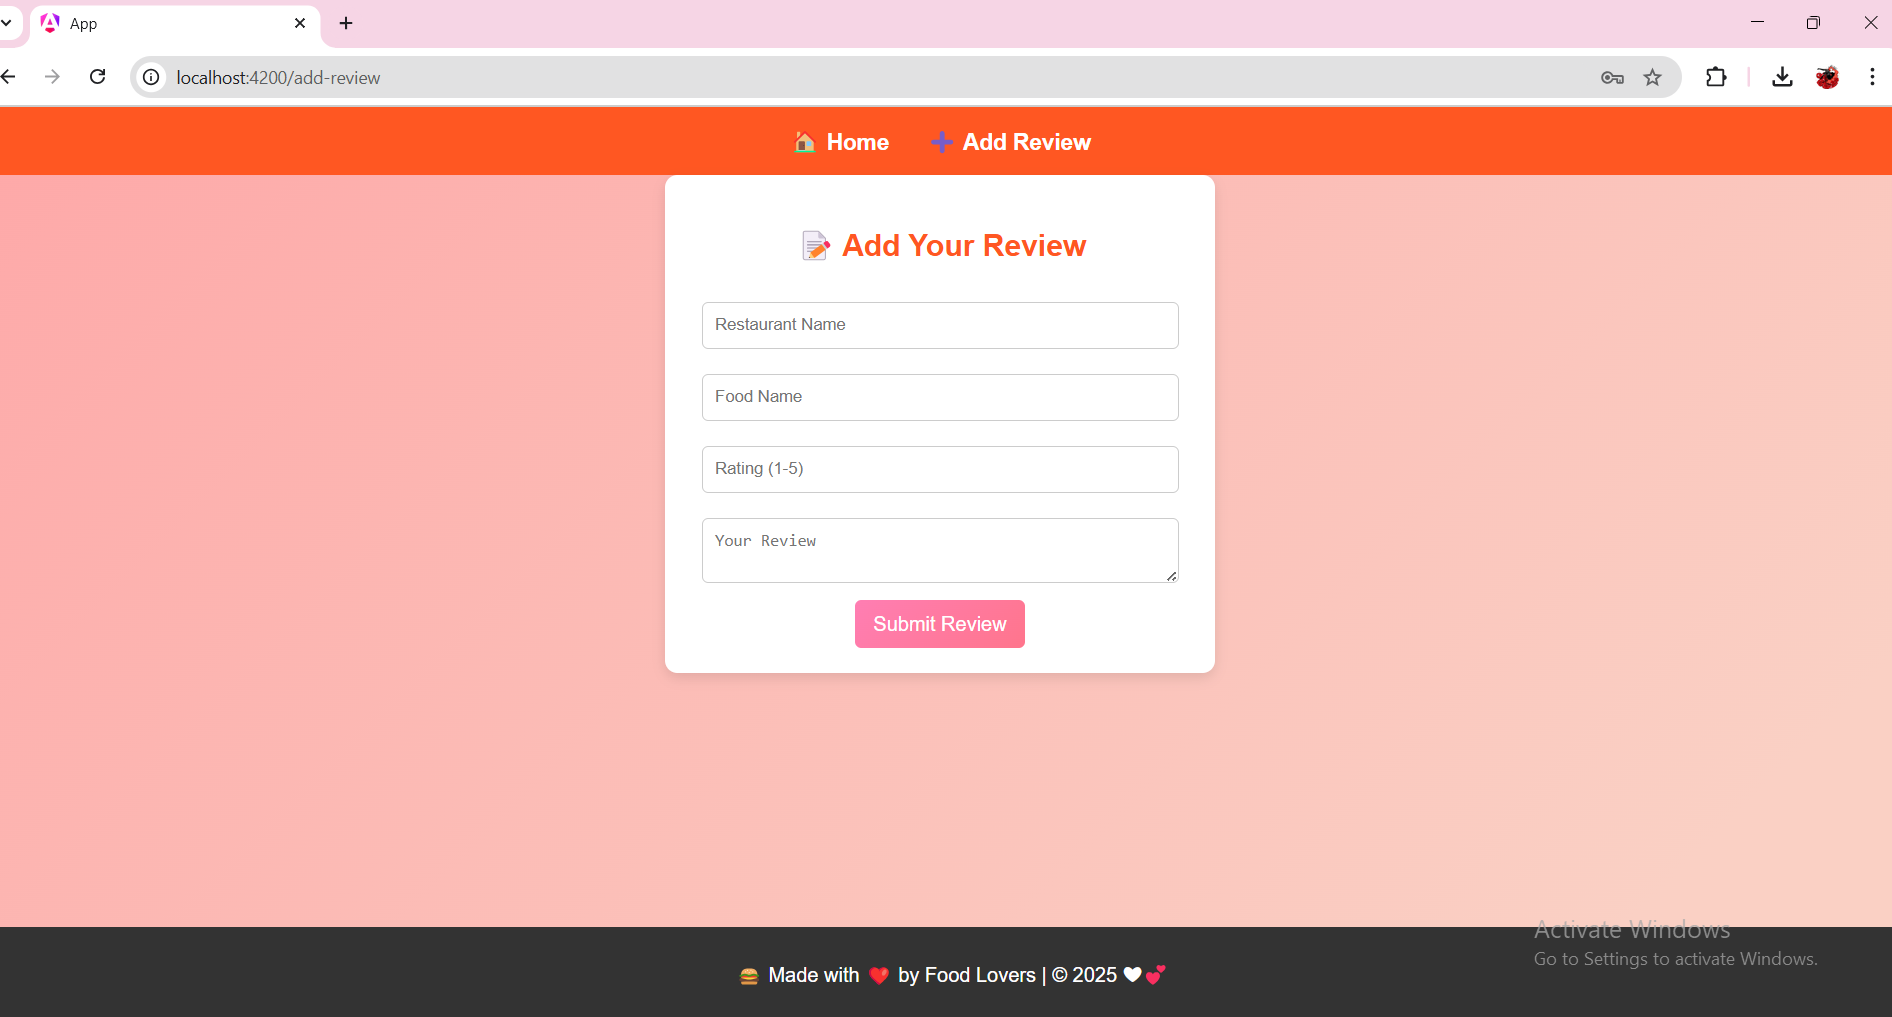 App
localhost:4200/add-review
🏠 Home ➕ Add Review
📝 Add Your Review
Restaurant Name
Food Name
Rating (1-5)
Your Review
Submit Review
Activate Windows
Go to Settings to activate Windows.
🍔 Made with ❤️ by Food Lovers | © 2025 🤍💕